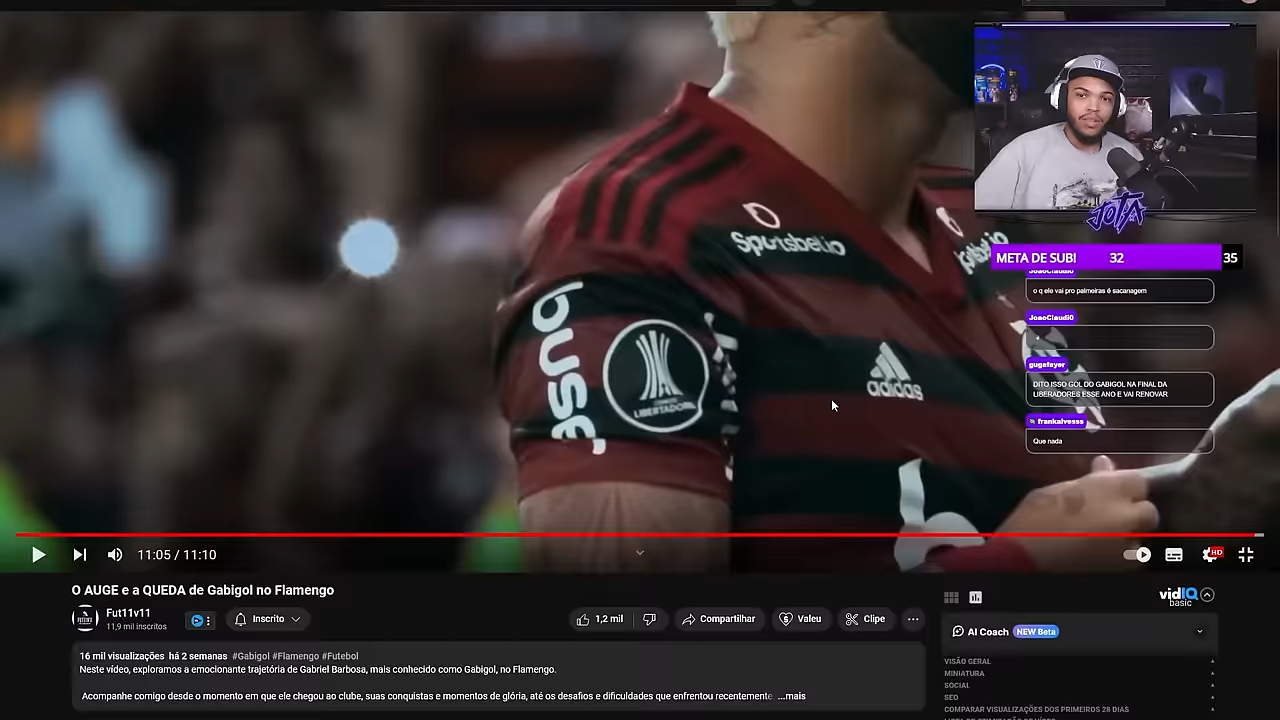 Sportsbet.io
adidas
LIBERTADORES
JOTA
META DE SUB! 32 35
JoaoClaudi0
o q ele vai pro palmeiras é sacanagem
JoaoClaudi0
.
gugafayer
DITO ISSO GOL DO GABIGOL NA FINAL DA
LIBERADORES ESSE ANO E VAI RENOVAR
frankalvesss
Que nada
11:05 / 11:10
HD
O AUGE e a QUEDA de Gabigol no Flamengo
Fut11v11
11,9 mil inscritos
Inscrito
1,2 mil
Compartilhar
Valeu
Clipe
16 mil visualizações há 2 semanas #Gabigol #Flamengo #Futebol
Neste vídeo, exploramos a emocionante trajetória de Gabriel Barbosa, mais conhecido como Gabigol, no Flamengo.
Acompanhe comigo desde o momento em que ele chegou ao clube, suas conquistas e momentos de glória, até os desafios e dificuldades que enfrentou recentemente. ...mais
vidIQ
basic
AI Coach NEW Beta
VISÃO GERAL
MINIATURA
SOCIAL
SEO
COMPARAR VISUALIZAÇÕES DOS PRIMEIROS 28 DIAS